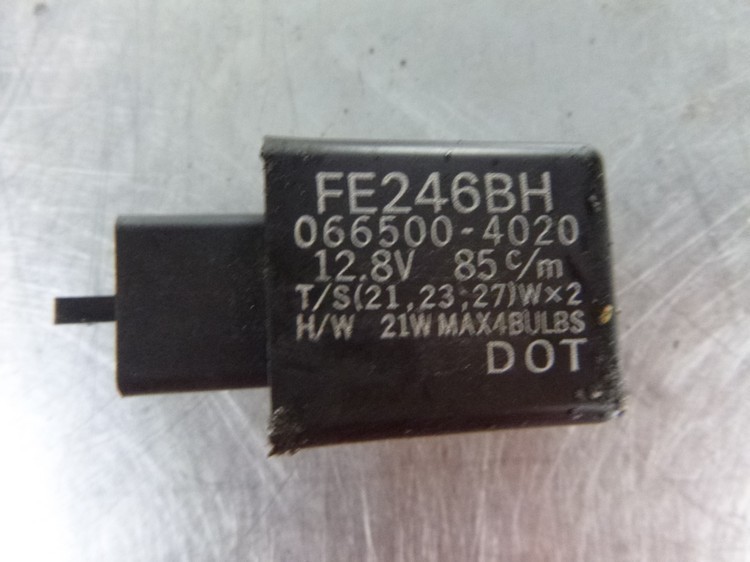 FE246BH
066500-4020
12.8V 85 c/m
T/S(21,23,27)W×2
H/W 21W MAX4BULBS
DOT